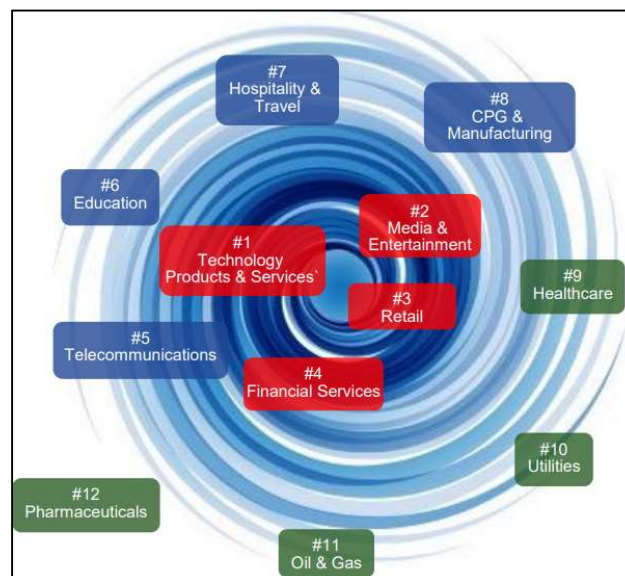 #7
Hospitality &
Travel
#8
CPG &
Manufacturing
#6
Education
#2
Media &
Entertainment
#1
Technology
Products & Services`
#9
Healthcare
#3
Retail
#5
Telecommunications
#4
Financial Services
#10
Utilities
#12
Pharmaceuticals
#11
Oil & Gas